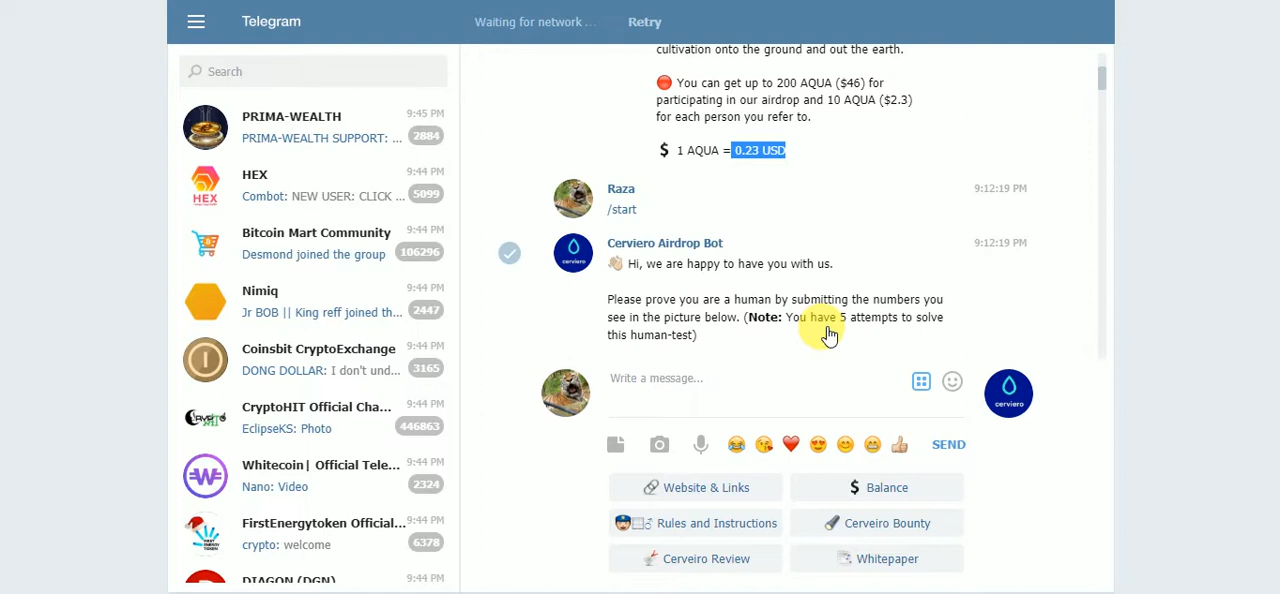 Telegram
Waiting for network ...
Retry
Search
PRIMA-WEALTH
9:45 PM
PRIMA-WEALTH SUPPORT: ...
2884
HEX
9:44 PM
Combot: NEW USER: CLICK ...
5099
HEX
Bitcoin Mart Community
9:44 PM
Desmond joined the group
106296
Nimiq
9:44 PM
Jr BOB || King reff joined th...
2447
Coinsbit CryptoExchange
9:44 PM
DONG DOLLAR: I don't und...
3165
CryptoHIT Official Cha...
9:44 PM
EclipseKS: Photo
446863
Whitecoin| Official Tele...
9:44 PM
Nano: Video
2324
FirstEnergytoken Official...
9:44 PM
crypto: welcome
6378
DIAGON (DGN)
9:44 PM
cultivation onto the ground and out the earth.
🔴 You can get up to 200 AQUA ($46) for
participating in our airdrop and 10 AQUA ($2.3)
for each person you refer to.
$ 1 AQUA = 0.23 USD
Raza
9:12:19 PM
/start
Cerviero Airdrop Bot
9:12:19 PM
cerviero
👋🏼 Hi, we are happy to have you with us.
Please prove you are a human by submitting the numbers you
see in the picture below. (Note: You have 5 attempts to solve
this human-test)
Write a message...
cerviero
😂 😘 ❤️ 😍 😊 😁 👍🏼 SEND
🔗 Website & Links
$ Balance
Rules and Instructions
Cerveiro Bounty
Cerveiro Review
Whitepaper